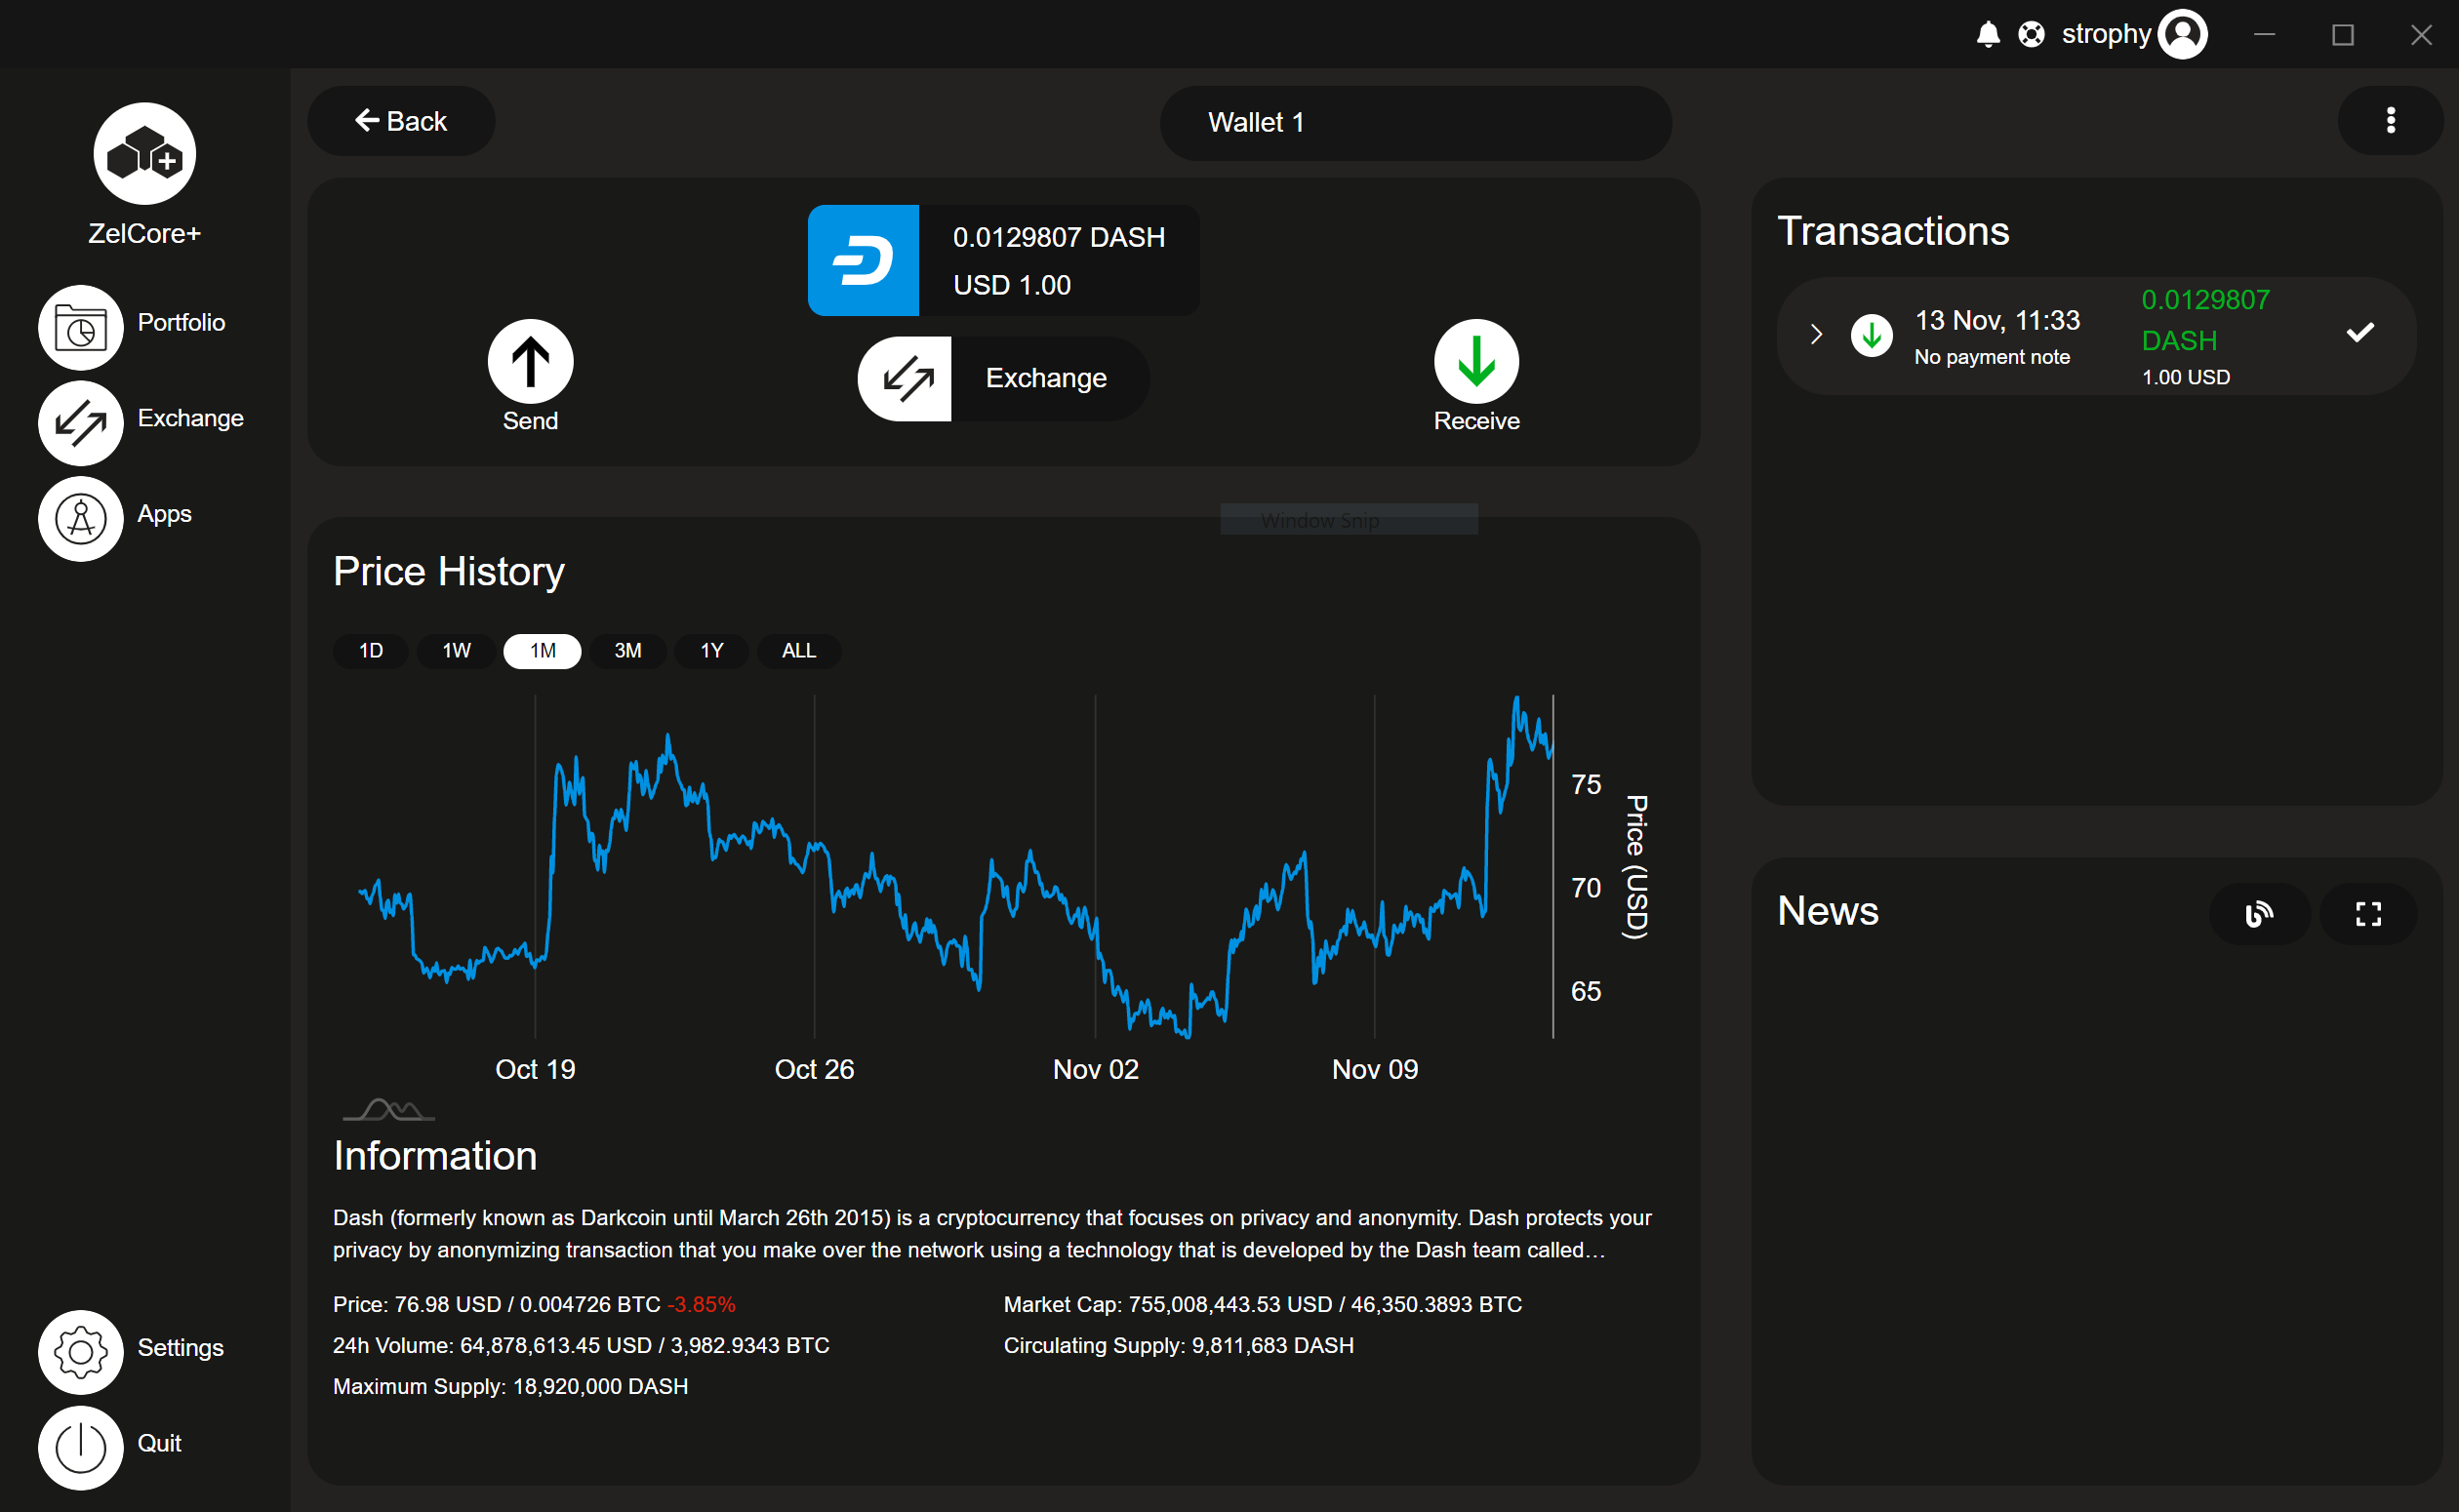 strophy
ZelCore+
Portfolio
Exchange
Apps
Settings
Quit
Back
Wallet 1
0.0129807 DASH
USD 1.00
Send
Exchange
Receive
Window Snip
Price History
1D 1W 1M 3M 1Y ALL
75
70
65
Price (USD)
Oct 19 Oct 26 Nov 02 Nov 09
Information
Dash (formerly known as Darkcoin until March 26th 2015) is a cryptocurrency that focuses on privacy and anonymity. Dash protects your
privacy by anonymizing transaction that you make over the network using a technology that is developed by the Dash team called…
Price: 76.98 USD / 0.004726 BTC -3.85%
Market Cap: 755,008,443.53 USD / 46,350.3893 BTC
24h Volume: 64,878,613.45 USD / 3,982.9343 BTC
Circulating Supply: 9,811,683 DASH
Maximum Supply: 18,920,000 DASH
Transactions
13 Nov, 11:33
No payment note
0.0129807
DASH
1.00 USD
News